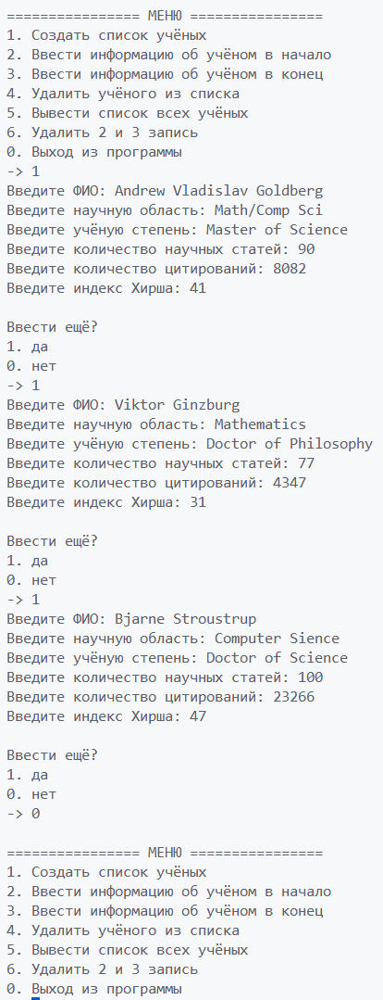 ================ МЕНЮ ================
1. Создать список учёных
2. Ввести информацию об учёном в начало
3. Ввести информацию об учёном в конец
4. Удалить учёного из списка
5. Вывести список всех учёных
6. Удалить 2 и 3 запись
0. Выход из программы
-> 1
Введите ФИО: Andrew Vladislav Goldberg
Введите научную область: Math/Comp Sci
Введите учёную степень: Master of Science
Введите количество научных статей: 90
Введите количество цитирований: 8082
Введите индекс Хирша: 41
Ввести ещё?
1. да
0. нет
-> 1
Введите ФИО: Viktor Ginzburg
Введите научную область: Mathematics
Введите учёную степень: Doctor of Philosophy
Введите количество научных статей: 77
Введите количество цитирований: 4347
Введите индекс Хирша: 31
Ввести ещё?
1. да
0. нет
-> 1
Введите ФИО: Bjarne Stroustrup
Введите научную область: Computer Sience
Введите учёную степень: Doctor of Science
Введите количество научных статей: 100
Введите количество цитирований: 23266
Введите индекс Хирша: 47
Ввести ещё?
1. да
0. нет
-> 0
================ МЕНЮ ================
1. Создать список учёных
2. Ввести информацию об учёном в начало
3. Ввести информацию об учёном в конец
4. Удалить учёного из списка
5. Вывести список всех учёных
6. Удалить 2 и 3 запись
0. Выход из программы